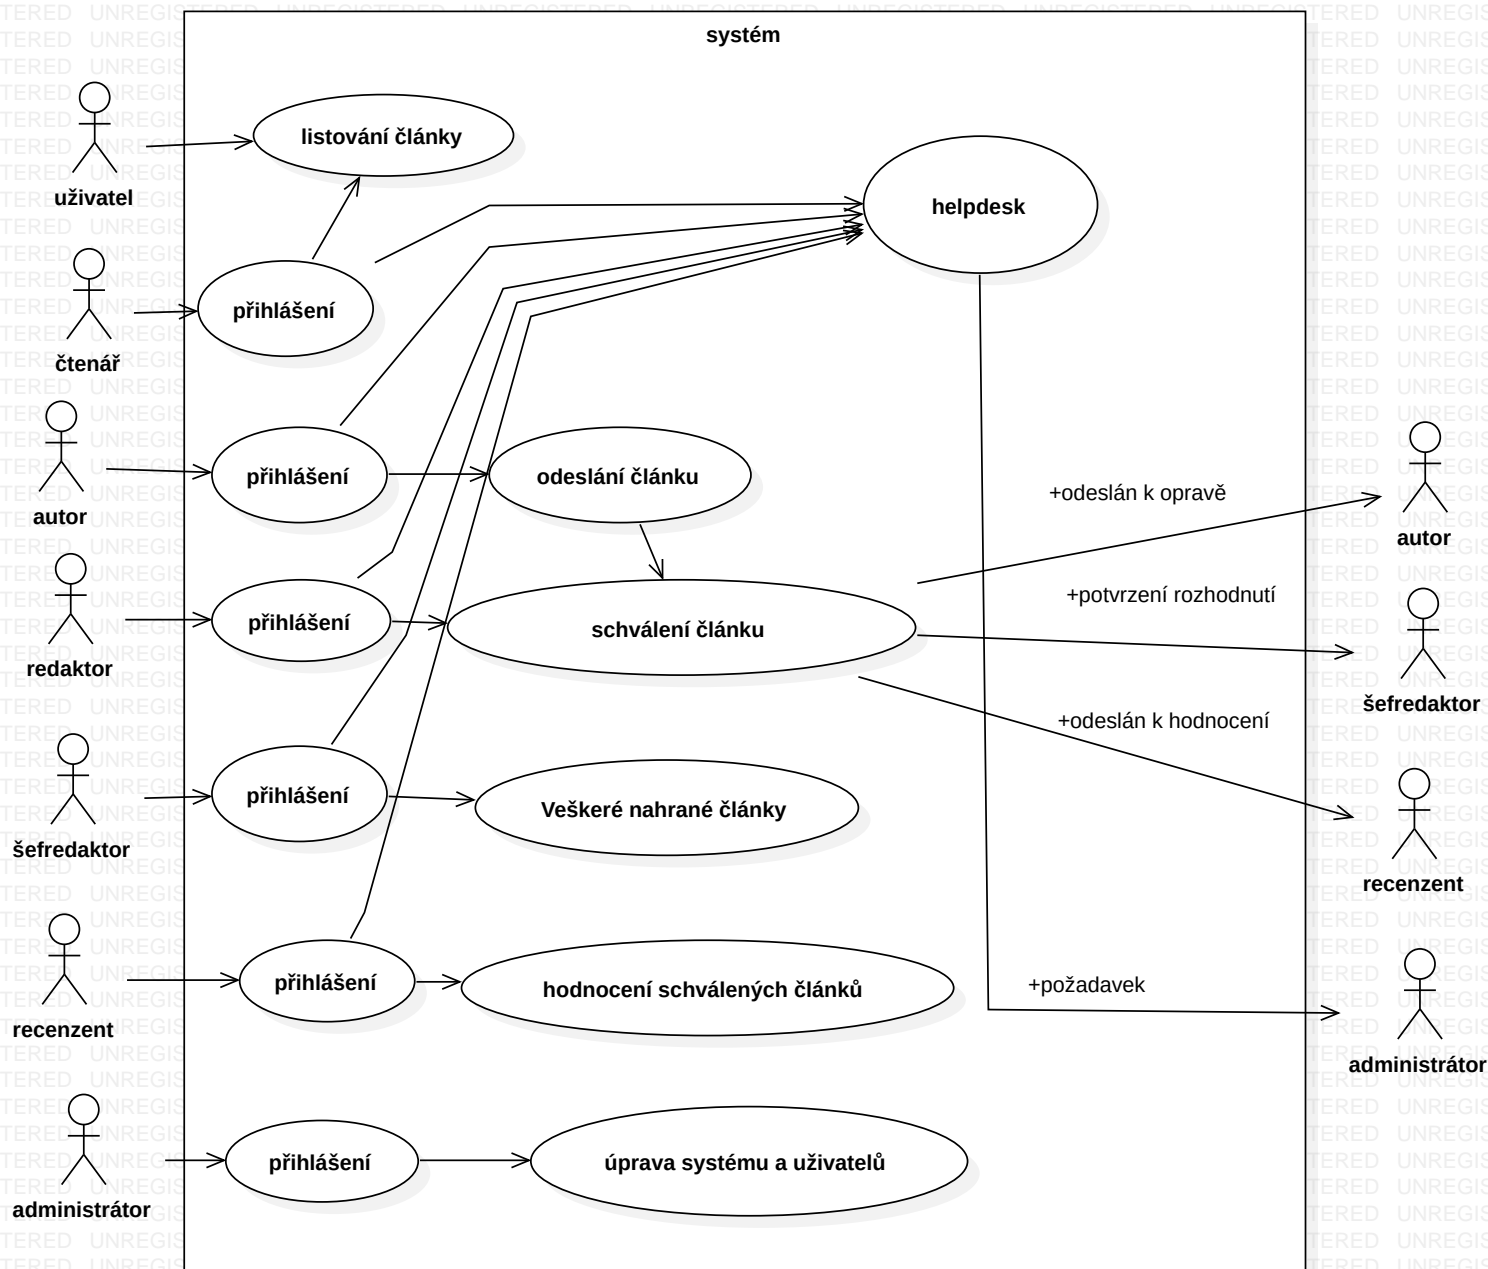 systém
listování články
uživatel
helpdesk
přihlášení
čtenář
přihlášení
odeslání článku
autor
+odeslán k opravě
autor
přihlášení
schválení článku
redaktor
+potvrzení rozhodnutí
šéfredaktor
+odeslán k hodnocení
přihlášení
Veškeré nahrané články
šéfredaktor
recenzent
přihlášení
hodnocení schválených článků
recenzent
+požadavek
administrátor
přihlášení
úprava systému a uživatelů
administrátor